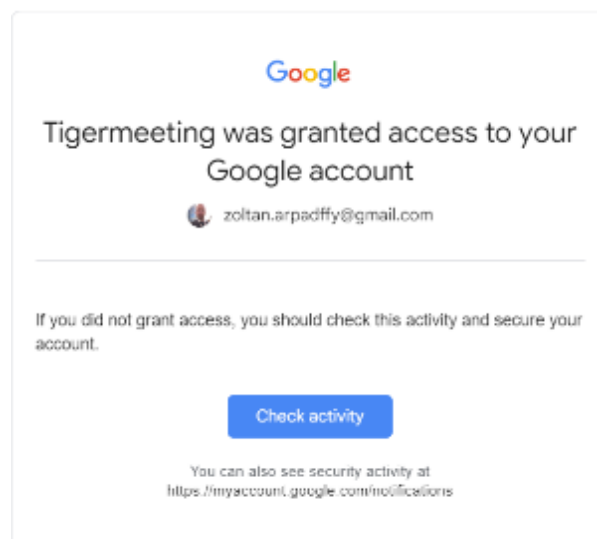 Google
Tigermeeting was granted access to your
Google account
zoltan.arpadffy@gmail.com
If you did not grant access, you should check this activity and secure your
account.
Check activity
You can also see security activity at
https://myaccount.google.com/notifications